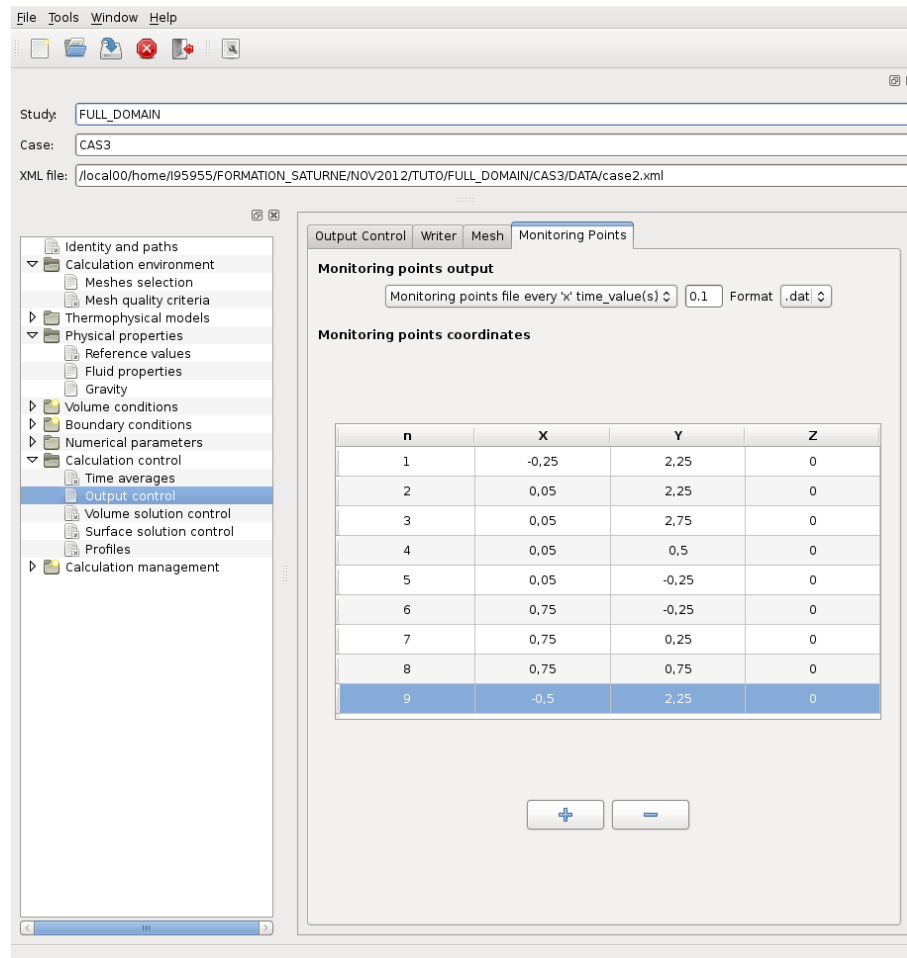 File Tools Window Help
Study: FULL_DOMAIN
Case: CAS3
XML file: /local00/home/I95955/FORMATION_SATURNE/NOV2012/TUTO/FULL_DOMAIN/CAS3/DATA/case2.xml
Identity and paths
Calculation environment
Meshes selection
Mesh quality criteria
Thermophysical models
Physical properties
Reference values
Fluid properties
Gravity
Volume conditions
Boundary conditions
Numerical parameters
Calculation control
Time averages
Output control
Volume solution control
Surface solution control
Profiles
Calculation management
Output Control Writer Mesh Monitoring Points
Monitoring points output
Monitoring points file every 'x' time_value(s) 0.1 Format .dat
Monitoring points coordinates
n X Y Z
1 -0,25 2,25 0
2 0,05 2,25 0
3 0,05 2,75 0
4 0,05 0,5 0
5 0,05 -0,25 0
6 0,75 -0,25 0
7 0,75 0,25 0
8 0,75 0,75 0
9 -0,5 2,25 0